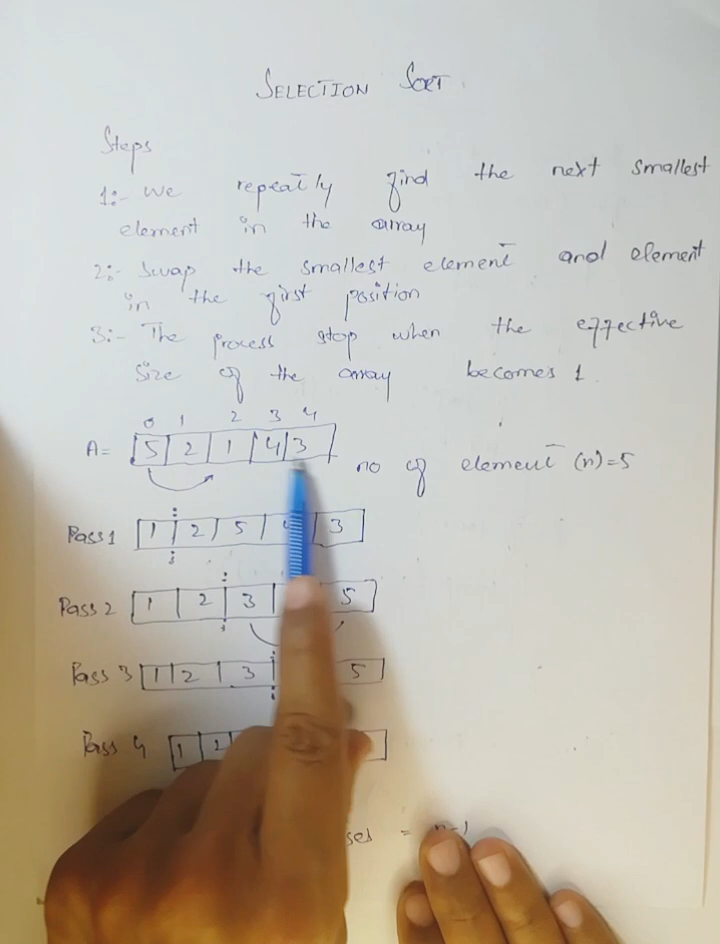 SELECTION SORT
Steps
1:- we repeatly find the next smallest
element in the array
2:- Swap the smallest element and element
in the first position
3:- The process stop when the effective
size of the array becomes 1
0 1 2 3 4
A= 5 2 1 4 3
no of element (n)=5
Pass 1 1 2 5 3
Pass 2 1 2 3 5
Pass 3 1 2 3 5
Pass 4 1 2
= n-1